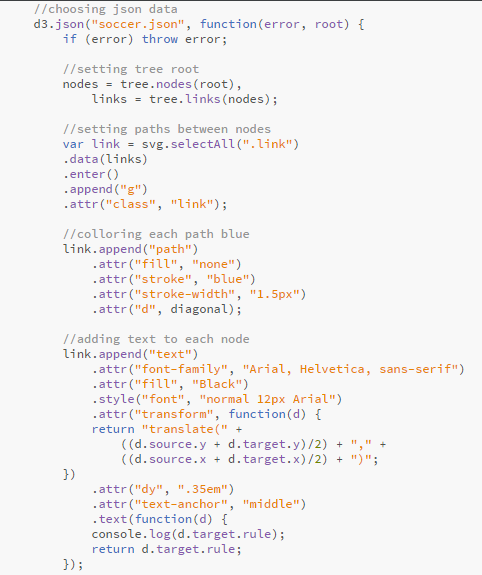 //choosing json data
d3.json("soccer.json", function(error, root) {
    if (error) throw error;

    //setting tree root
    nodes = tree.nodes(root),
        links = tree.links(nodes);

    //setting paths between nodes
    var link = svg.selectAll(".link")
    .data(links)
    .enter()
    .append("g")
    .attr("class", "link");

    //colloring each path blue
    link.append("path")
        .attr("fill", "none")
        .attr("stroke", "blue")
        .attr("stroke-width", "1.5px")
        .attr("d", diagonal);

    //adding text to each node
    link.append("text")
        .attr("font-family", "Arial, Helvetica, sans-serif")
        .attr("fill", "Black")
        .style("font", "normal 12px Arial")
        .attr("transform", function(d) {
        return "translate(" +
            ((d.source.y + d.target.y)/2) + "," +
            ((d.source.x + d.target.x)/2) + ")";
    })
        .attr("dy", ".35em")
        .attr("text-anchor", "middle")
        .text(function(d) {
        console.log(d.target.rule);
        return d.target.rule;
    });